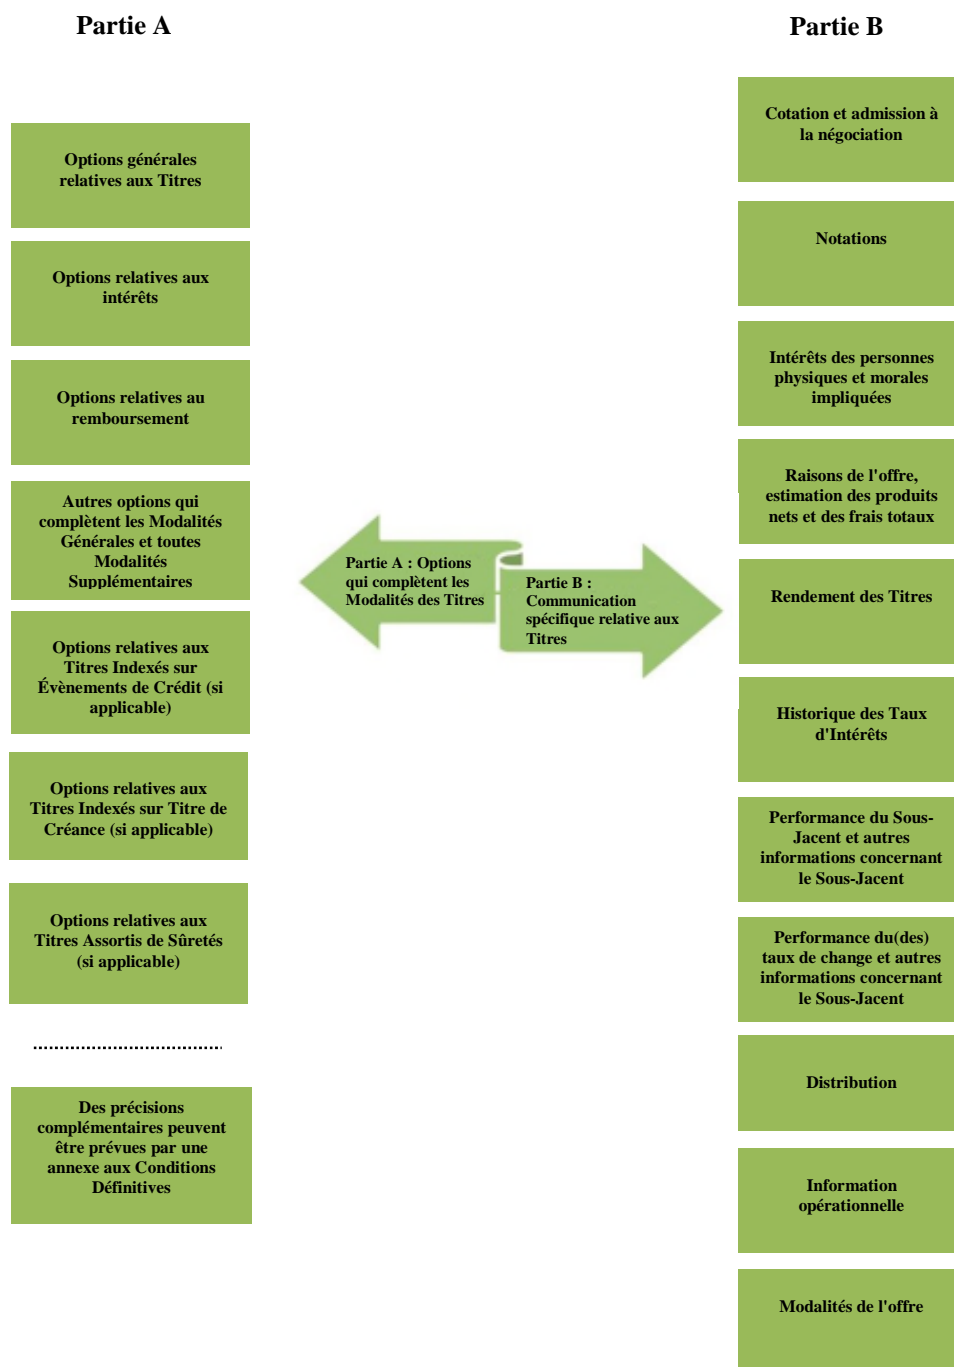 Partie A
Options générales
relatives aux Titres
Options relatives aux
intérêts
Options relatives au
remboursement
Autres options qui
complètent les Modalités
Générales et toutes
Modalités
Supplémentaires
Options relatives aux
Titres Indexés sur
Évènements de Crédit (si
applicable)
Options relatives aux
Titres Indexés sur Titre de
Créance (si applicable)
Options relatives aux
Titres Assortis de Sûretés
(si applicable)
Des précisions
complémentaires peuvent
être prévues par une
annexe aux Conditions
Définitives
Partie A : Options
qui complètent les
Modalités des Titres
Partie B :
Communication
spécifique relative aux
Titres
Partie B
Cotation et admission à
la négociation
Notations
Intérêts des personnes
physiques et morales
impliquées
Raisons de l'offre,
estimation des produits
nets et des frais totaux
Rendement des Titres
Historique des Taux
d'Intérêts
Performance du Sous-
Jacent et autres
informations concernant
le Sous-Jacent
Performance du(des)
taux de change et autres
informations concernant
le Sous-Jacent
Distribution
Information
opérationnelle
Modalités de l'offre